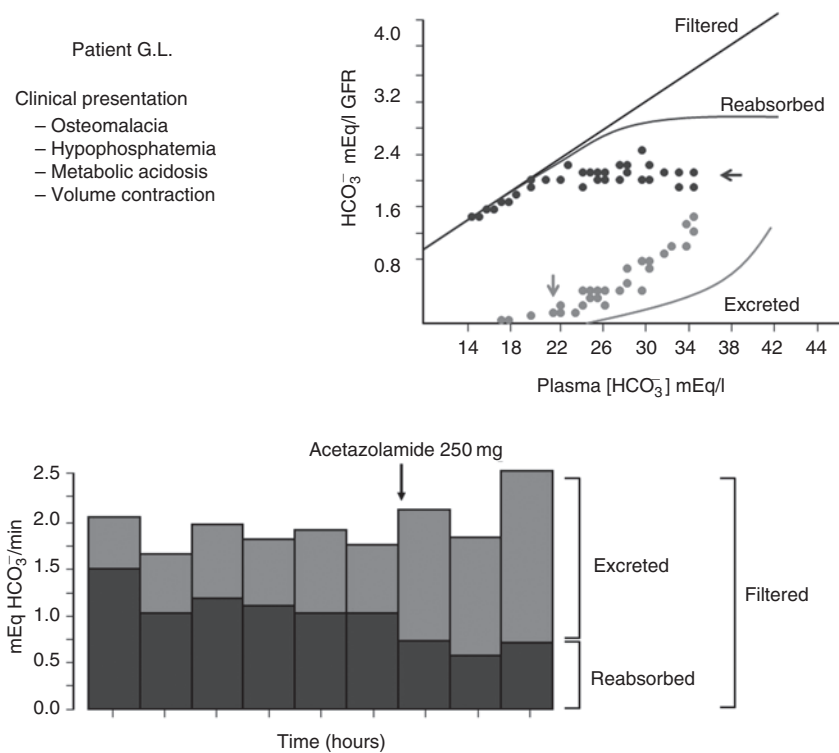 Patient G.L.
Clinical presentation
– Osteomalacia
– Hypophosphatemia
– Metabolic acidosis
– Volume contraction
HCO₃⁻ mEq/l GFR
4.0
3.2
2.4
1.6
0.8
Filtered
Reabsorbed
Excreted
14 18 22 26 30 34 38 42 44
Plasma [HCO₃⁻] mEq/l
Acetazolamide 250 mg
mEq HCO₃⁻/min
2.5
2.0
1.5
1.0
0.5
0.0
Excreted
Reabsorbed
Filtered
Time (hours)